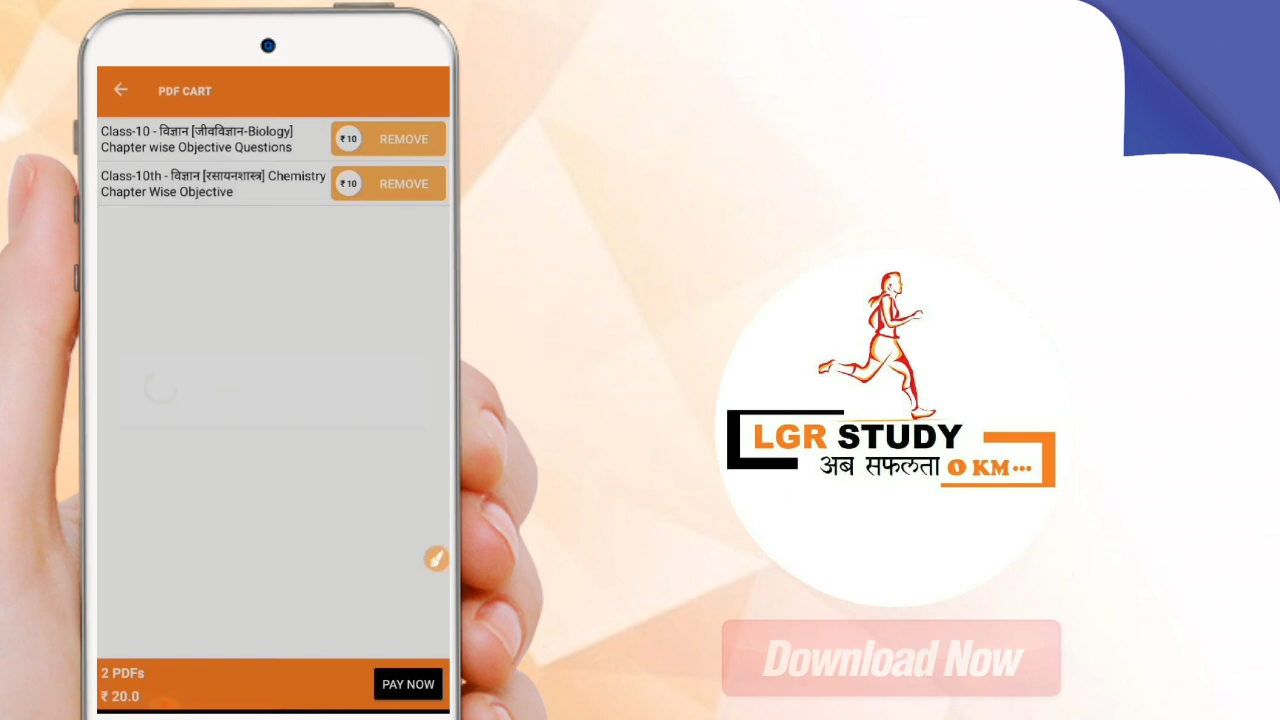 PDF CART
Class-10 - विज्ञान [जीवविज्ञान-Biology]
Chapter wise Objective Questions
₹ 10
REMOVE
Class-10th - विज्ञान [रसायनशास्त्र] Chemistry
Chapter Wise Objective
₹ 10
REMOVE
2 PDFs
₹ 20.0
PAY NOW
LGR STUDY
अब सफलता 0 KM...
Download Now